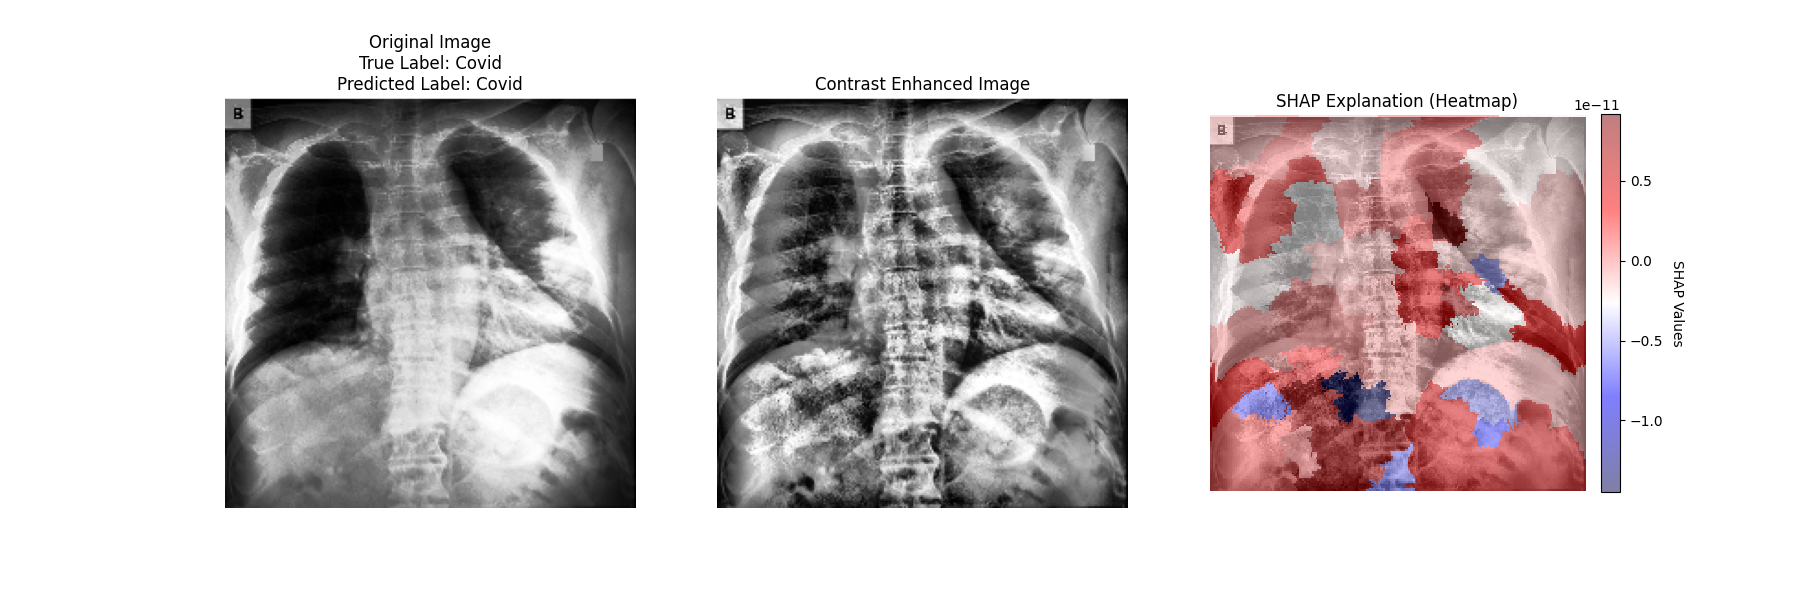 Original Image
True Label: Covid
Predicted Label: Covid
Contrast Enhanced Image
SHAP Explanation (Heatmap)
1e−11
0.5
0.0
−0.5
−1.0
SHAP Values